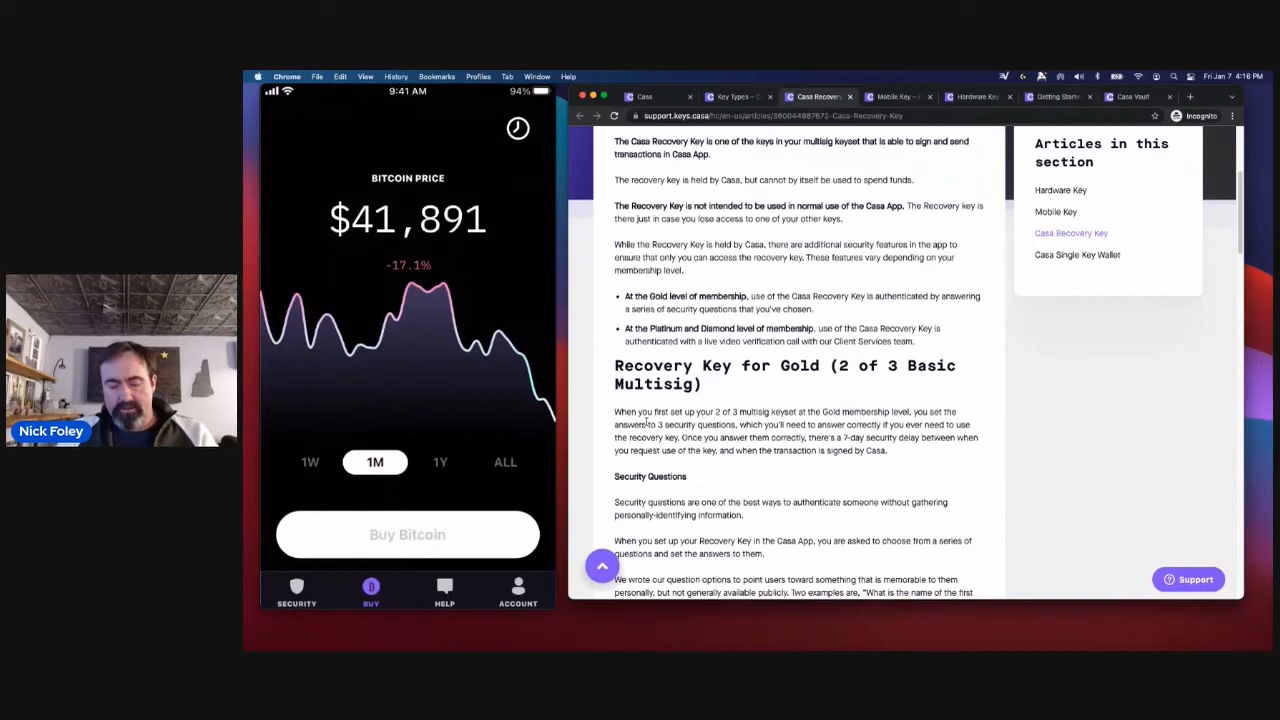 Nick Foley
Chrome File Edit View History Bookmarks Profiles Tab Window Help
Fri Jan 7 4:16 PM
9:41 AM
94%
BITCOIN PRICE
$41,891
-17.1%
1W 1M 1Y ALL
Buy Bitcoin
SECURITY BUY HELP ACCOUNT
Casa
Key Types –
Casa Recovery
Mobile Key –
Hardware Key
Getting Starte
Casa Vault
support.keys.casa/hc/en-us/articles/360044987672-Casa-Recovery-Key
Incognito
The Casa Recovery Key is one of the keys in your multisig keyset that is able to sign and send
transactions in Casa App.
The recovery key is held by Casa, but cannot by itself be used to spend funds.
The Recovery Key is not intended to be used in normal use of the Casa App. The Recovery key is
there just in case you lose access to one of your other keys.
While the Recovery Key is held by Casa, there are additional security features in the app to
ensure that only you can access the recovery key. These features vary depending on your
membership level.
• At the Gold level of membership, use of the Casa Recovery Key is authenticated by answering
a series of security questions that you've chosen.
• At the Platinum and Diamond level of membership, use of the Casa Recovery Key is
authenticated with a live video verification call with our Client Services team.
Recovery Key for Gold (2 of 3 Basic
Multisig)
When you first set up your 2 of 3 multisig keyset at the Gold membership level, you set the
answers to 3 security questions, which you'll need to answer correctly if you ever need to use
the recovery key. Once you answer them correctly, there's a 7-day security delay between when
you request use of the key, and when the transaction is signed by Casa.
Security Questions
Security questions are one of the best ways to authenticate someone without gathering
personally-identifying information.
When you set up your Recovery Key in the Casa App, you are asked to choose from a series of
questions and set the answers to them.
We wrote our question options to point users toward something that is memorable to them
personally, but not generally available publicly. Two examples are, "What is the name of the first
Articles in this
section
Hardware Key
Mobile Key
Casa Recovery Key
Casa Single Key Wallet
Support